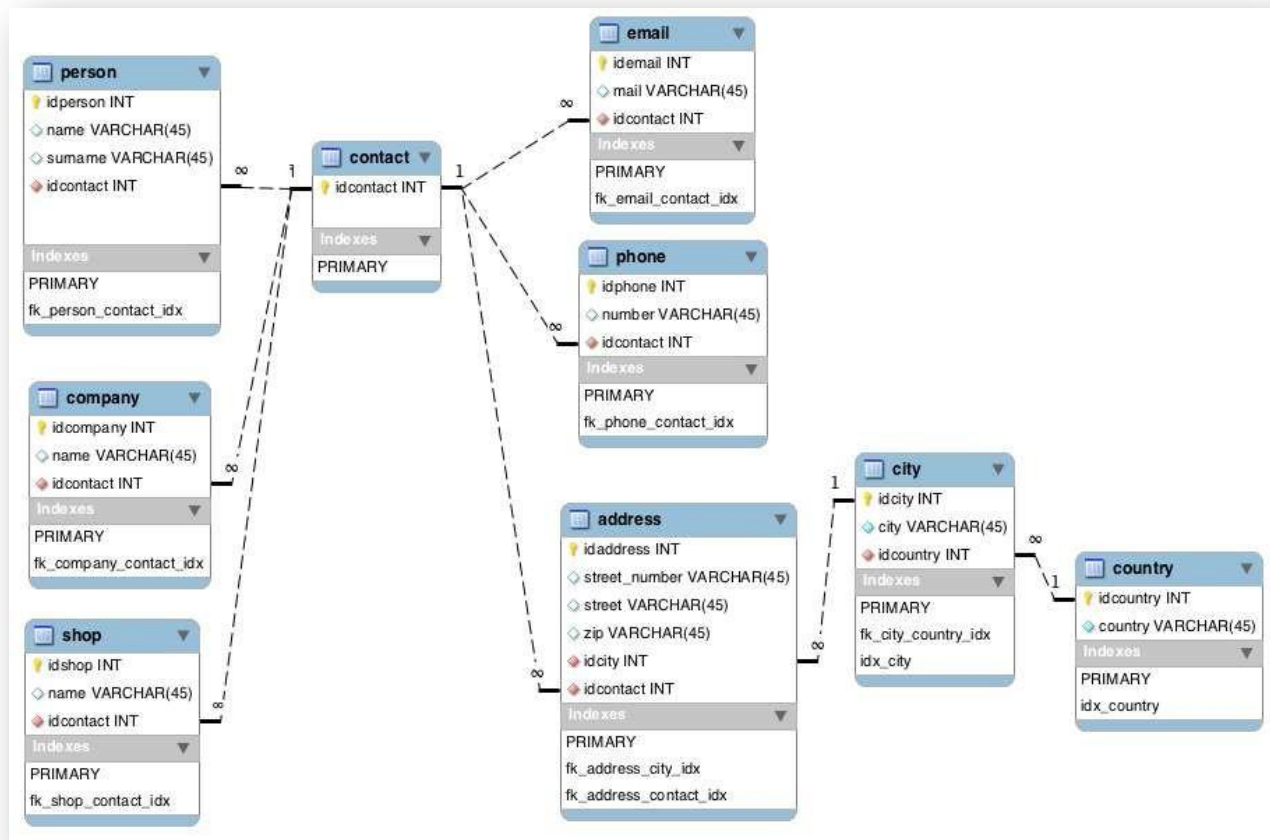 person
idperson INT
name VARCHAR(45)
surname VARCHAR(45)
idcontact INT
Indexes
PRIMARY
fk_person_contact_idx
∞
1
contact
idcontact INT
Indexes
PRIMARY
1
∞
email
idemail INT
mail VARCHAR(45)
idcontact INT
Indexes
PRIMARY
fk_email_contact_idx
∞
phone
idphone INT
number VARCHAR(45)
idcontact INT
Indexes
PRIMARY
fk_phone_contact_idx
company
idcompany INT
name VARCHAR(45)
idcontact INT
Indexes
PRIMARY
fk_company_contact_idx
∞
shop
idshop INT
name VARCHAR(45)
idcontact INT
Indexes
PRIMARY
fk_shop_contact_idx
∞
∞
address
idaddress INT
street_number VARCHAR(45)
street VARCHAR(45)
zip VARCHAR(45)
idcity INT
idcontact INT
Indexes
PRIMARY
fk_address_city_idx
fk_address_contact_idx
∞
1
city
idcity INT
city VARCHAR(45)
idcountry INT
Indexes
PRIMARY
fk_city_country_idx
idx_city
∞
1
country
idcountry INT
country VARCHAR(45)
Indexes
PRIMARY
idx_country